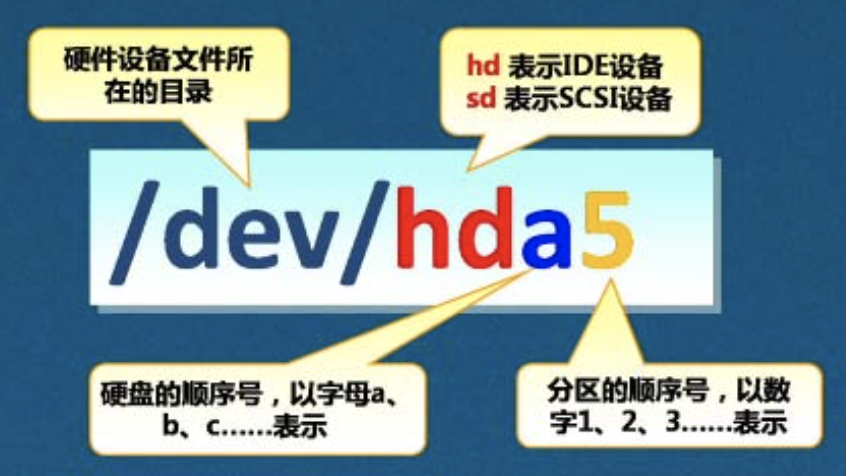 硬件设备文件所
在的目录
hd 表示IDE设备
sd 表示SCSI设备
/dev/hda5
硬盘的顺序号，以字母a、
b、c……表示
分区的顺序号，以数
字1、2、3……表示